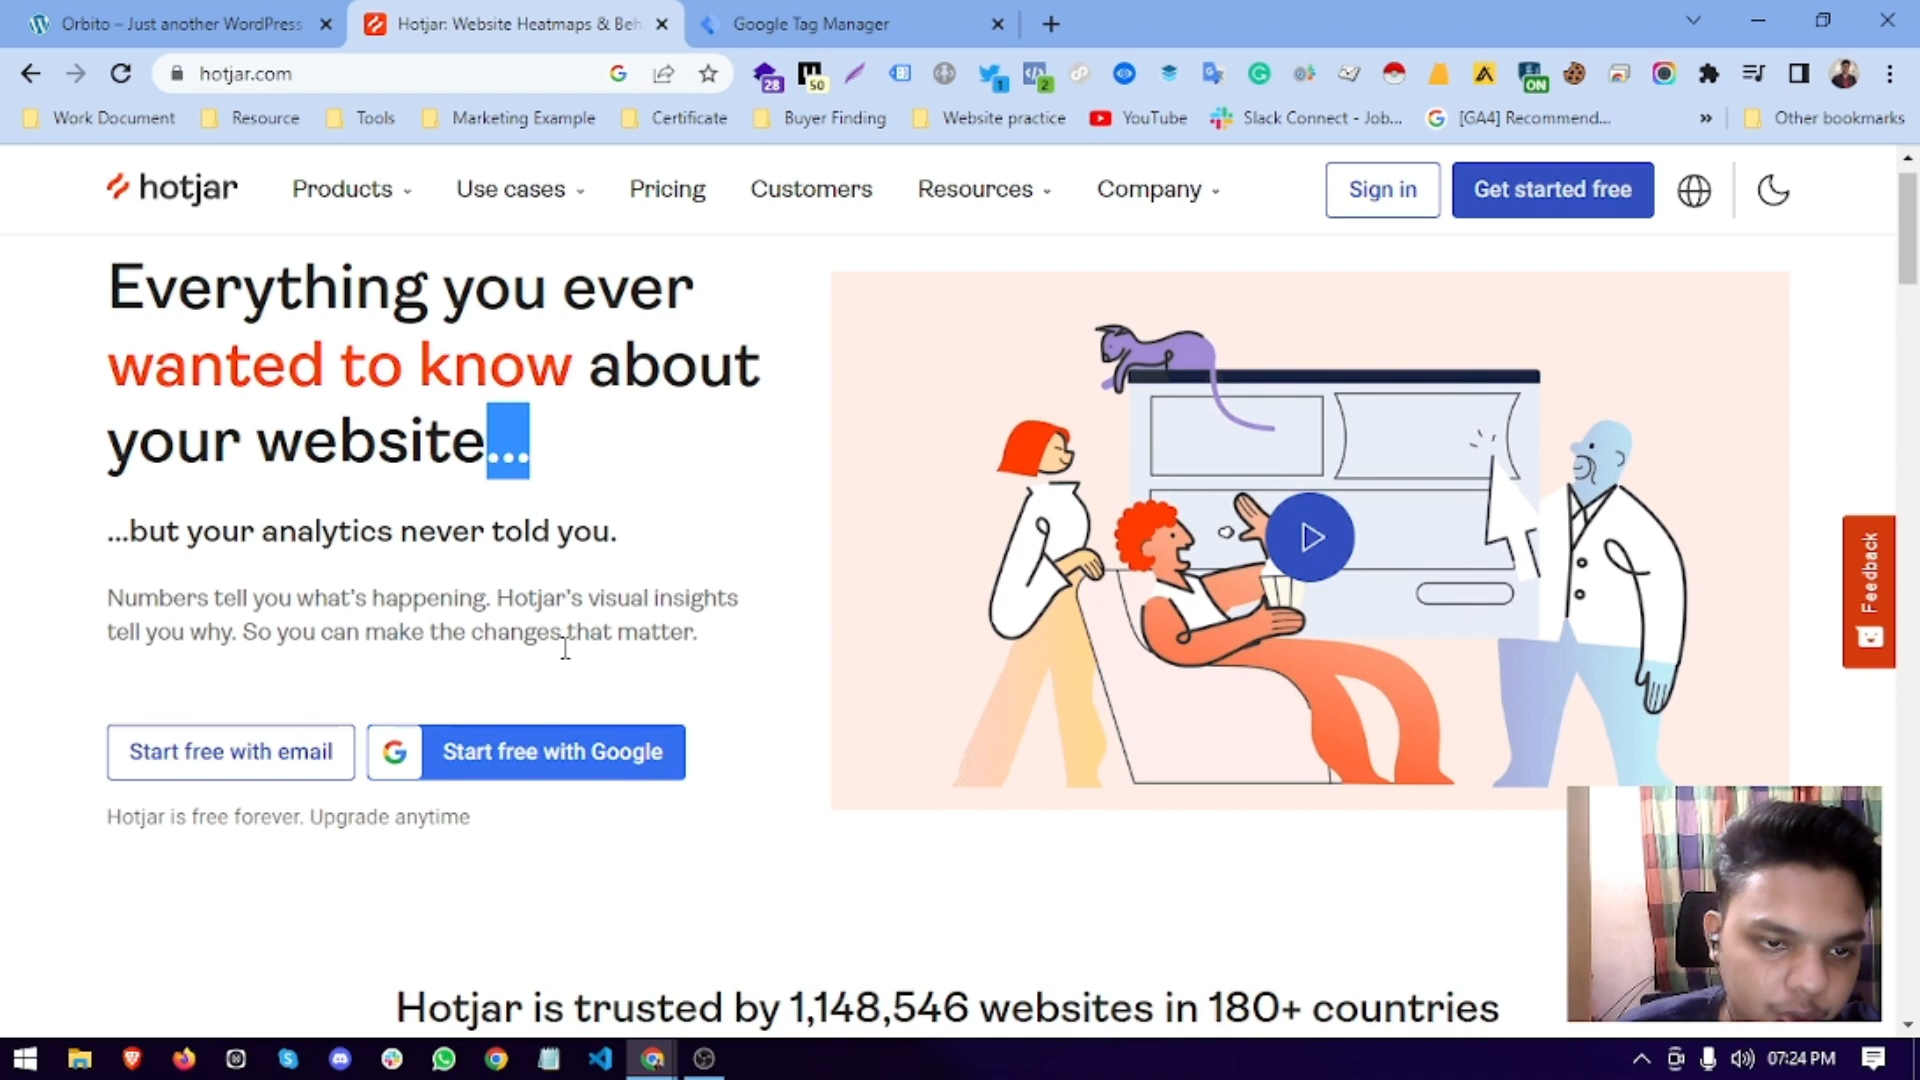 Orbito – Just another WordPress
Hotjar: Website Heatmaps & Beh
Google Tag Manager
hotjar.com
28
50
1
2
ON
Work Document
Resource
Tools
Marketing Example
Certificate
Buyer Finding
Website practice
YouTube
Slack Connect - Job...
[GA4] Recommend...
»
Other bookmarks
hotjar
Products
Use cases
Pricing
Customers
Resources
Company
Sign in
Get started free
Everything you ever
wanted to know about
your website...
...but your analytics never told you.
Numbers tell you what's happening. Hotjar's visual insights
tell you why. So you can make the changes that matter.
Start free with email
Start free with Google
Hotjar is free forever. Upgrade anytime
Feedback
Hotjar is trusted by 1,148,546 websites in 180+ countries
07:24 PM